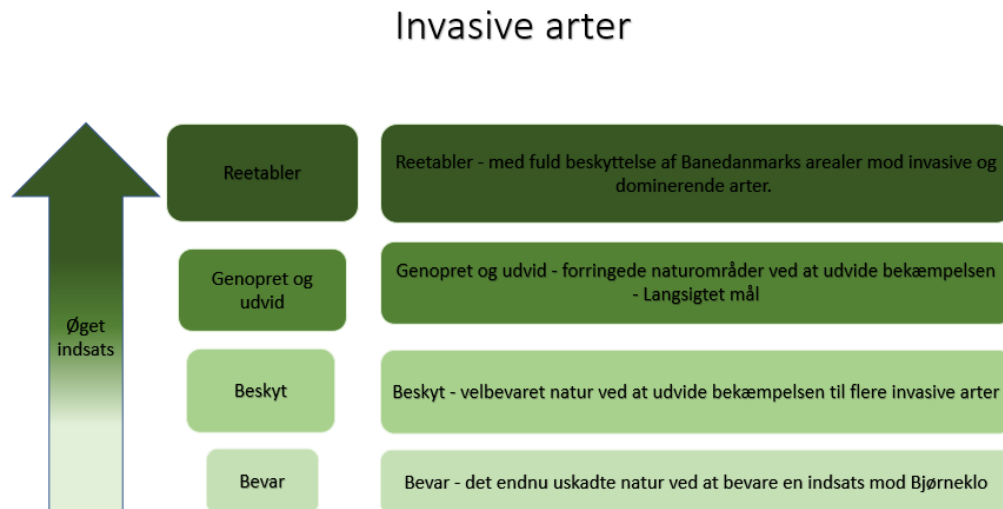 Invasive arter
Reetabler
Reetabler - med fuld beskyttelse af Banedanmarks arealer mod invasive og
dominerende arter.
Genopret og
udvid
Genopret og udvid - forringede naturområder ved at udvide bekæmpelsen
- Langsigtet mål
Øget
indsats
Beskyt
Beskyt - velbevaret natur ved at udvide bekæmpelsen til flere invasive arter
Bevar
Bevar - det endnu uskadte natur ved at bevare en indsats mod Bjørneklo